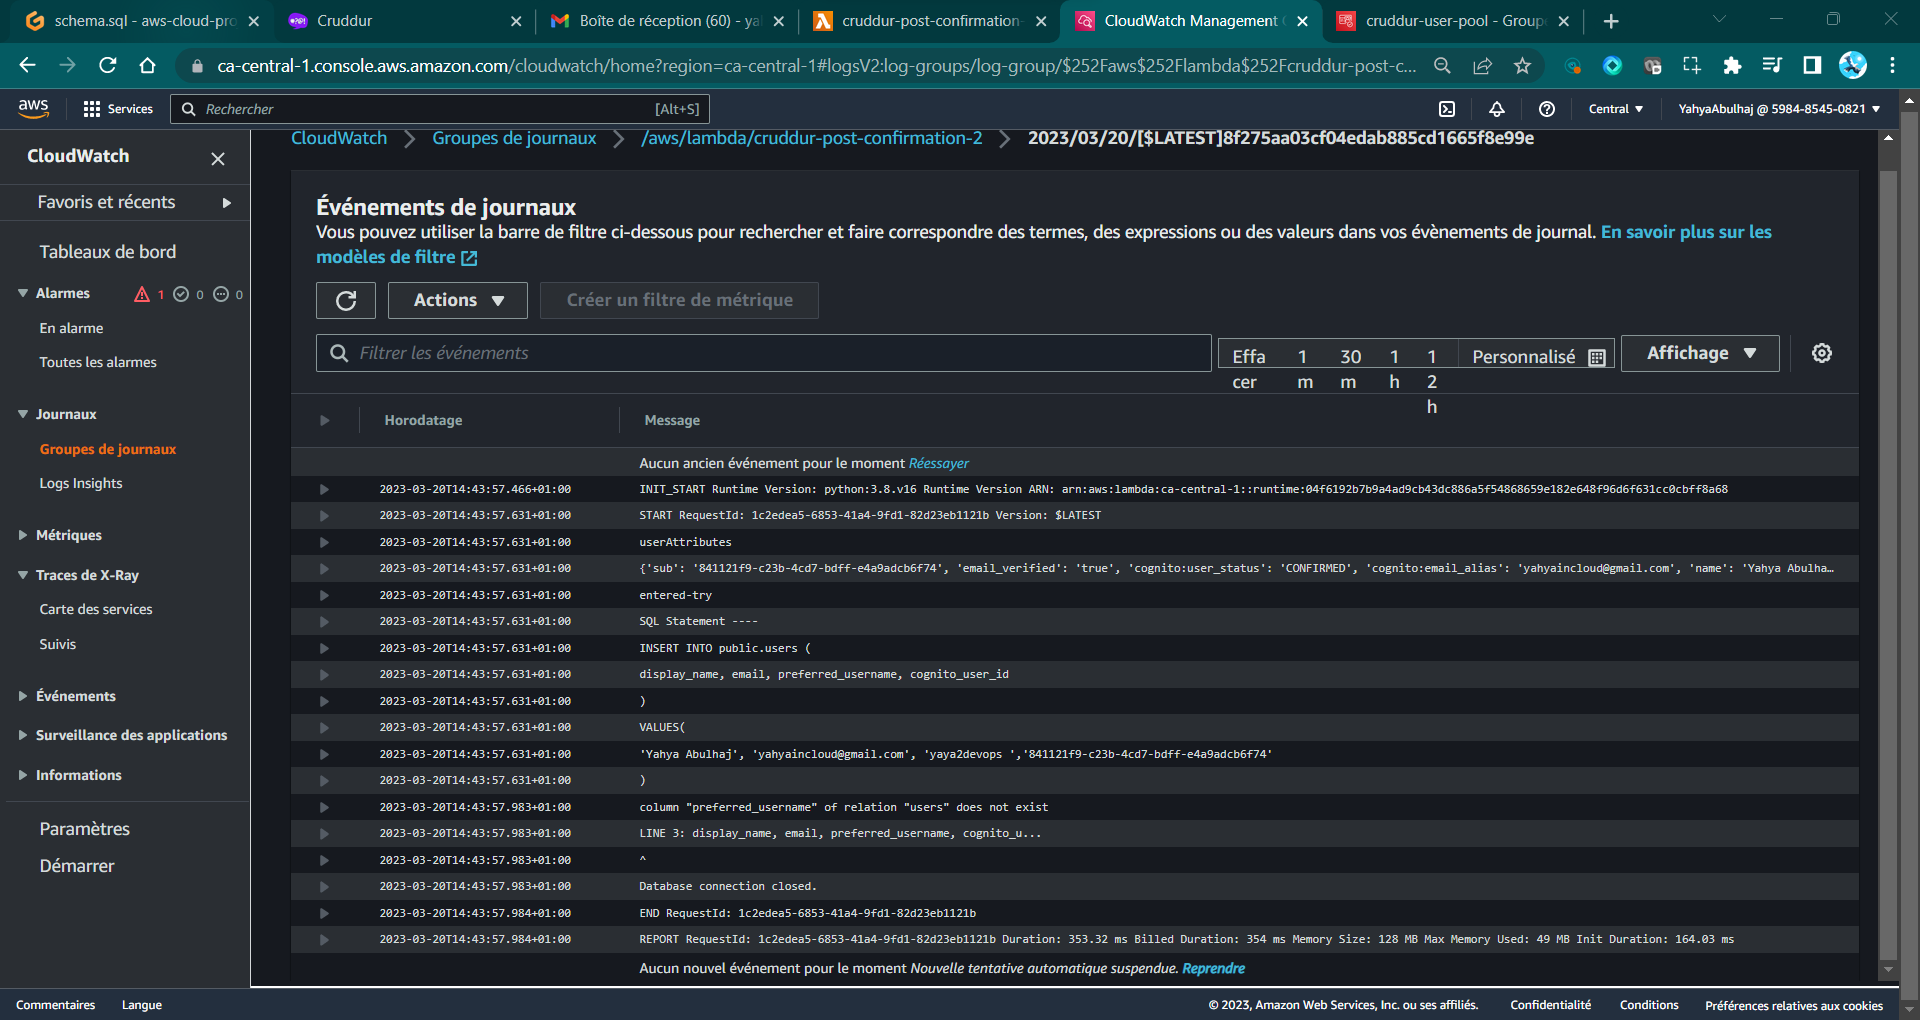 schema.sql - aws-cloud-pro
Cruddur
Boîte de réception (60) - ya
cruddur-post-confirmation-
CloudWatch Management
cruddur-user-pool - Groupe
ca-central-1.console.aws.amazon.com/cloudwatch/home?region=ca-central-1#logsV2:log-groups/log-group/$252Faws$252Flambda$252Fcruddur-post-c...
aws
Services
Rechercher
[Alt+S]
Central
YahyaAbulhaj @ 5984-8545-0821
CloudWatch
Groupes de journaux
/aws/lambda/cruddur-post-confirmation-2
2023/03/20/[$LATEST]8f275aa03cf04edab885cd1665f8e99e
CloudWatch
Favoris et récents
Tableaux de bord
Alarmes
1
0
0
En alarme
Toutes les alarmes
Journaux
Groupes de journaux
Logs Insights
Métriques
Traces de X-Ray
Carte des services
Suivis
Événements
Surveillance des applications
Informations
Paramètres
Démarrer
Événements de journaux
Vous pouvez utiliser la barre de filtre ci-dessous pour rechercher et faire correspondre des termes, des expressions ou des valeurs dans vos évènements de journal. En savoir plus sur les
modèles de filtre
Actions
Créer un filtre de métrique
Filtrer les événements
Effa
cer
1
m
30
m
1
h
1
2
h
Personnalisé
Affichage
Horodatage
Message
Aucun ancien événement pour le moment Réessayer
2023-03-20T14:43:57.466+01:00 INIT_START Runtime Version: python:3.8.v16 Runtime Version ARN: arn:aws:lambda:ca-central-1::runtime:04f6192b7b9a4ad9cb43dc886a5f54868659e182e648f96d6f631cc0cbff8a68
2023-03-20T14:43:57.631+01:00 START RequestId: 1c2edea5-6853-41a4-9fd1-82d23eb1121b Version: $LATEST
2023-03-20T14:43:57.631+01:00 userAttributes
2023-03-20T14:43:57.631+01:00 {'sub': '841121f9-c23b-4cd7-bdff-e4a9adcb6f74', 'email_verified': 'true', 'cognito:user_status': 'CONFIRMED', 'cognito:email_alias': 'yahyaincloud@gmail.com', 'name': 'Yahya Abulha…
2023-03-20T14:43:57.631+01:00 entered-try
2023-03-20T14:43:57.631+01:00 SQL Statement ----
2023-03-20T14:43:57.631+01:00 INSERT INTO public.users (
2023-03-20T14:43:57.631+01:00 display_name, email, preferred_username, cognito_user_id
2023-03-20T14:43:57.631+01:00 )
2023-03-20T14:43:57.631+01:00 VALUES(
2023-03-20T14:43:57.631+01:00 'Yahya Abulhaj', 'yahyaincloud@gmail.com', 'yaya2devops ','841121f9-c23b-4cd7-bdff-e4a9adcb6f74'
2023-03-20T14:43:57.631+01:00 )
2023-03-20T14:43:57.983+01:00 column "preferred_username" of relation "users" does not exist
2023-03-20T14:43:57.983+01:00 LINE 3: display_name, email, preferred_username, cognito_u...
2023-03-20T14:43:57.983+01:00 ^
2023-03-20T14:43:57.983+01:00 Database connection closed.
2023-03-20T14:43:57.984+01:00 END RequestId: 1c2edea5-6853-41a4-9fd1-82d23eb1121b
2023-03-20T14:43:57.984+01:00 REPORT RequestId: 1c2edea5-6853-41a4-9fd1-82d23eb1121b Duration: 353.32 ms Billed Duration: 354 ms Memory Size: 128 MB Max Memory Used: 49 MB Init Duration: 164.03 ms
Aucun nouvel événement pour le moment Nouvelle tentative automatique suspendue. Reprendre
Commentaires
Langue
© 2023, Amazon Web Services, Inc. ou ses affiliés.
Confidentialité
Conditions
Préférences relatives aux cookies